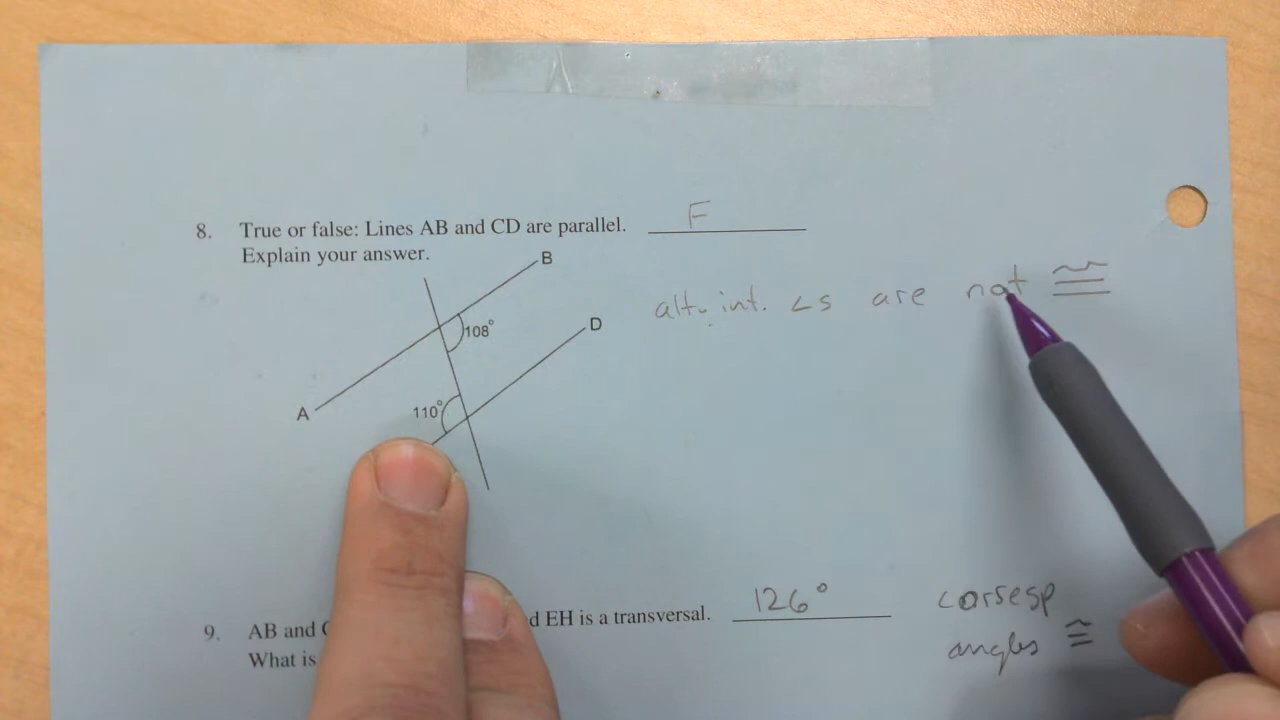 8. True or false: Lines AB and CD are parallel. F
Explain your answer.
B
alt. int. ∠s are not ≅
108°
D
A
110°
9. AB and d EH is a transversal. 126° corsesp
What is angles ≅